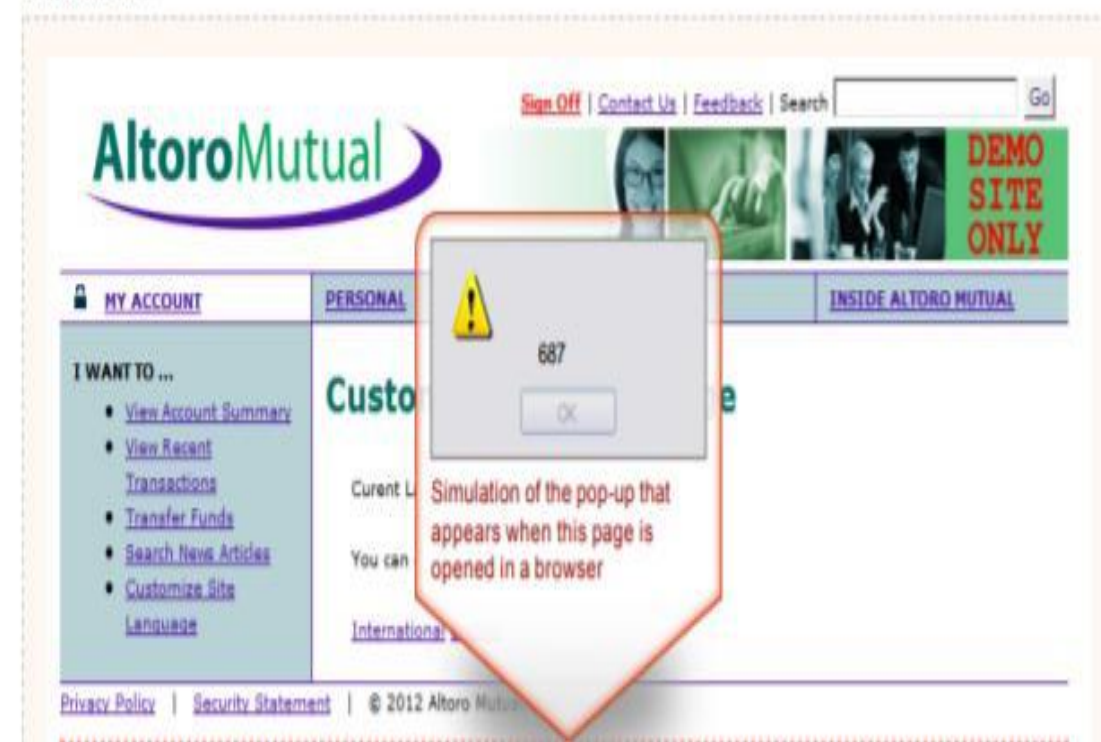 Sign Off | Contact Us | Feedback | Search
Go
AltoroMutual
DEMO
SITE
ONLY
MY ACCOUNT
PERSONAL
INSIDE ALTORO MUTUAL
687
OK
Simulation of the pop-up that
appears when this page is
opened in a browser
I WANT TO ...
View Account Summary
View Recent
Transactions
Transfer Funds
Search News Articles
Customize Site
Language
Custo e
Curent L
You can
International
Privacy Policy | Security Statement | © 2012 Altoro Mutua